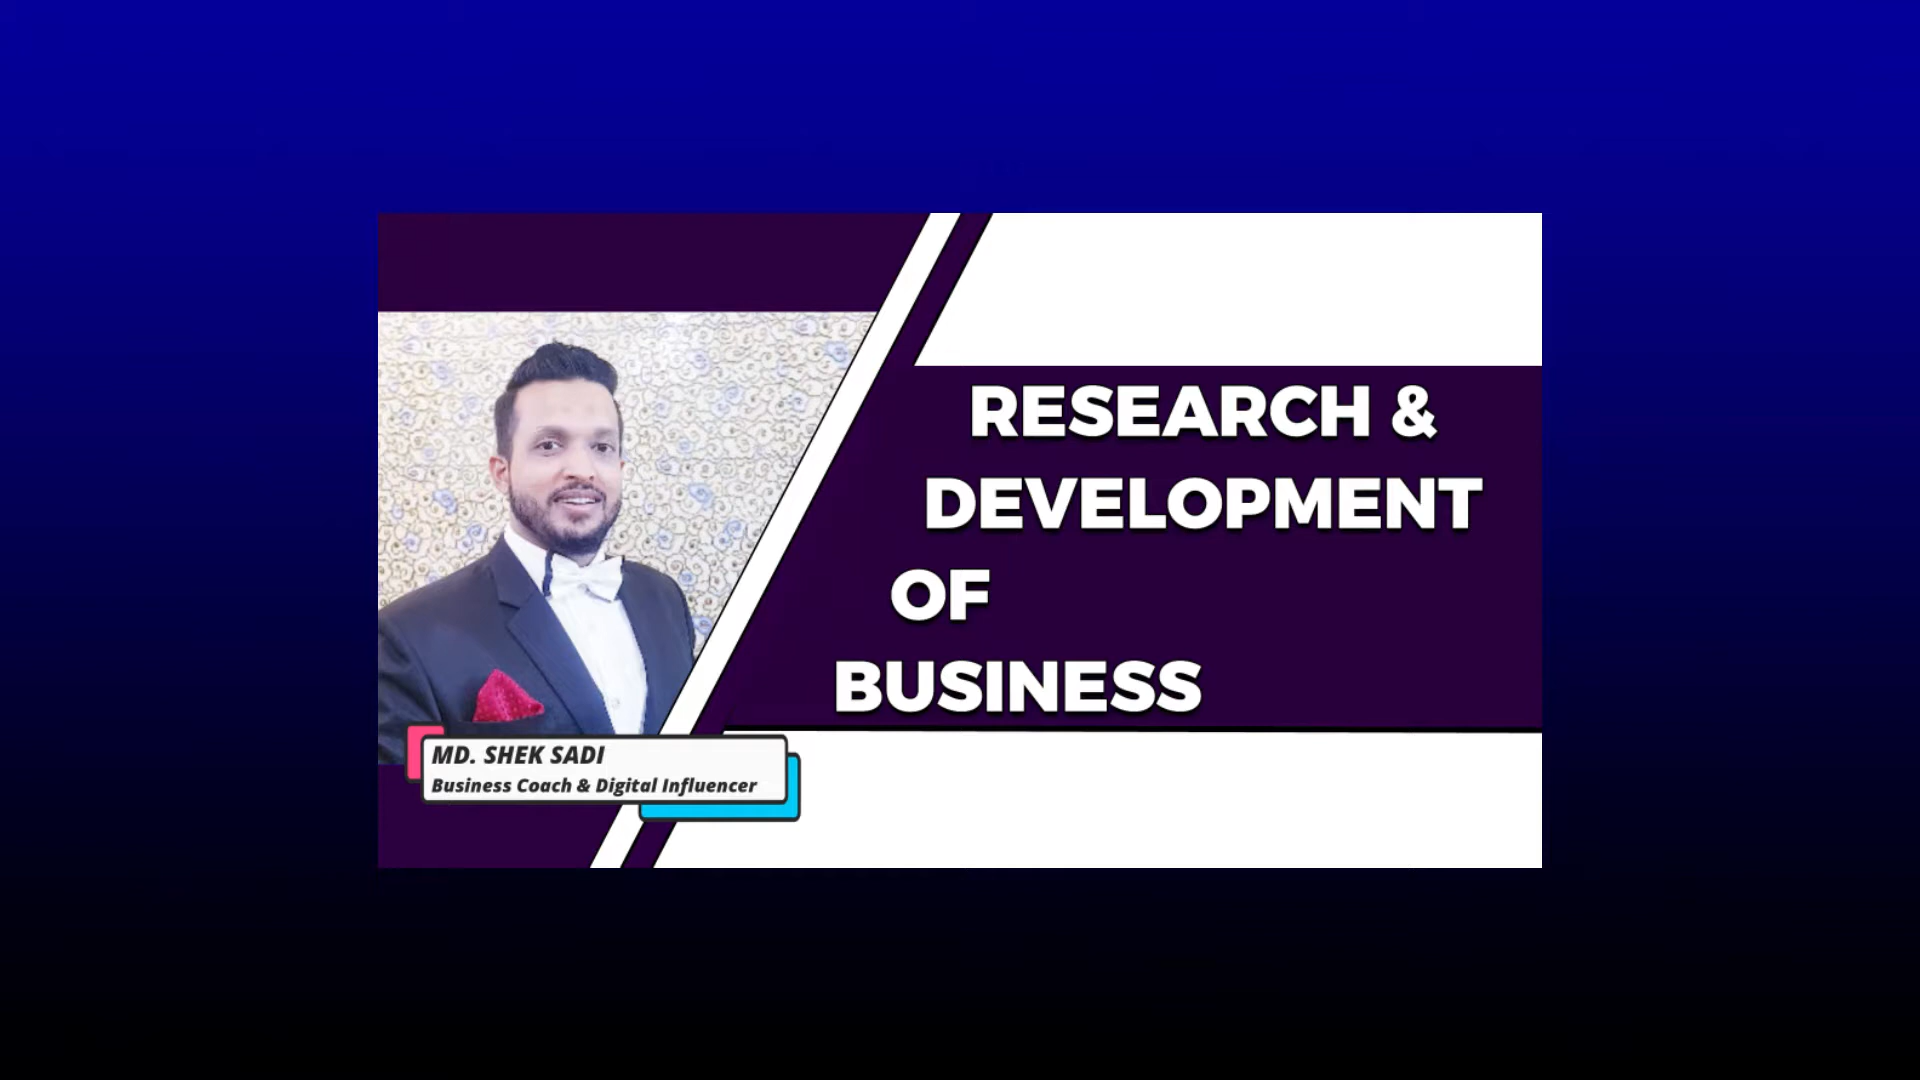 RESEARCH &
DEVELOPMENT
OF
BUSINESS
MD. SHEK SADI
Business Coach & Digital Influencer